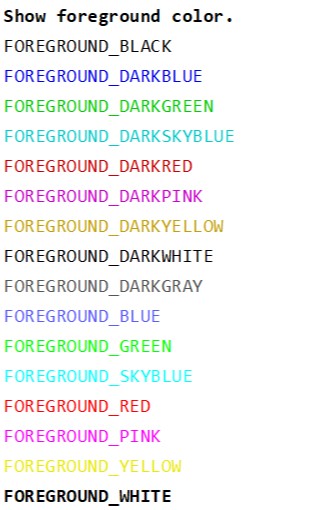 Show foreground color.
FOREGROUND_BLACK
FOREGROUND_DARKBLUE
FOREGROUND_DARKGREEN
FOREGROUND_DARKSKYBLUE
FOREGROUND_DARKRED
FOREGROUND_DARKPINK
FOREGROUND_DARKYELLOW
FOREGROUND_DARKWHITE
FOREGROUND_DARKGRAY
FOREGROUND_BLUE
FOREGROUND_GREEN
FOREGROUND_SKYBLUE
FOREGROUND_RED
FOREGROUND_PINK
FOREGROUND_YELLOW
FOREGROUND_WHITE